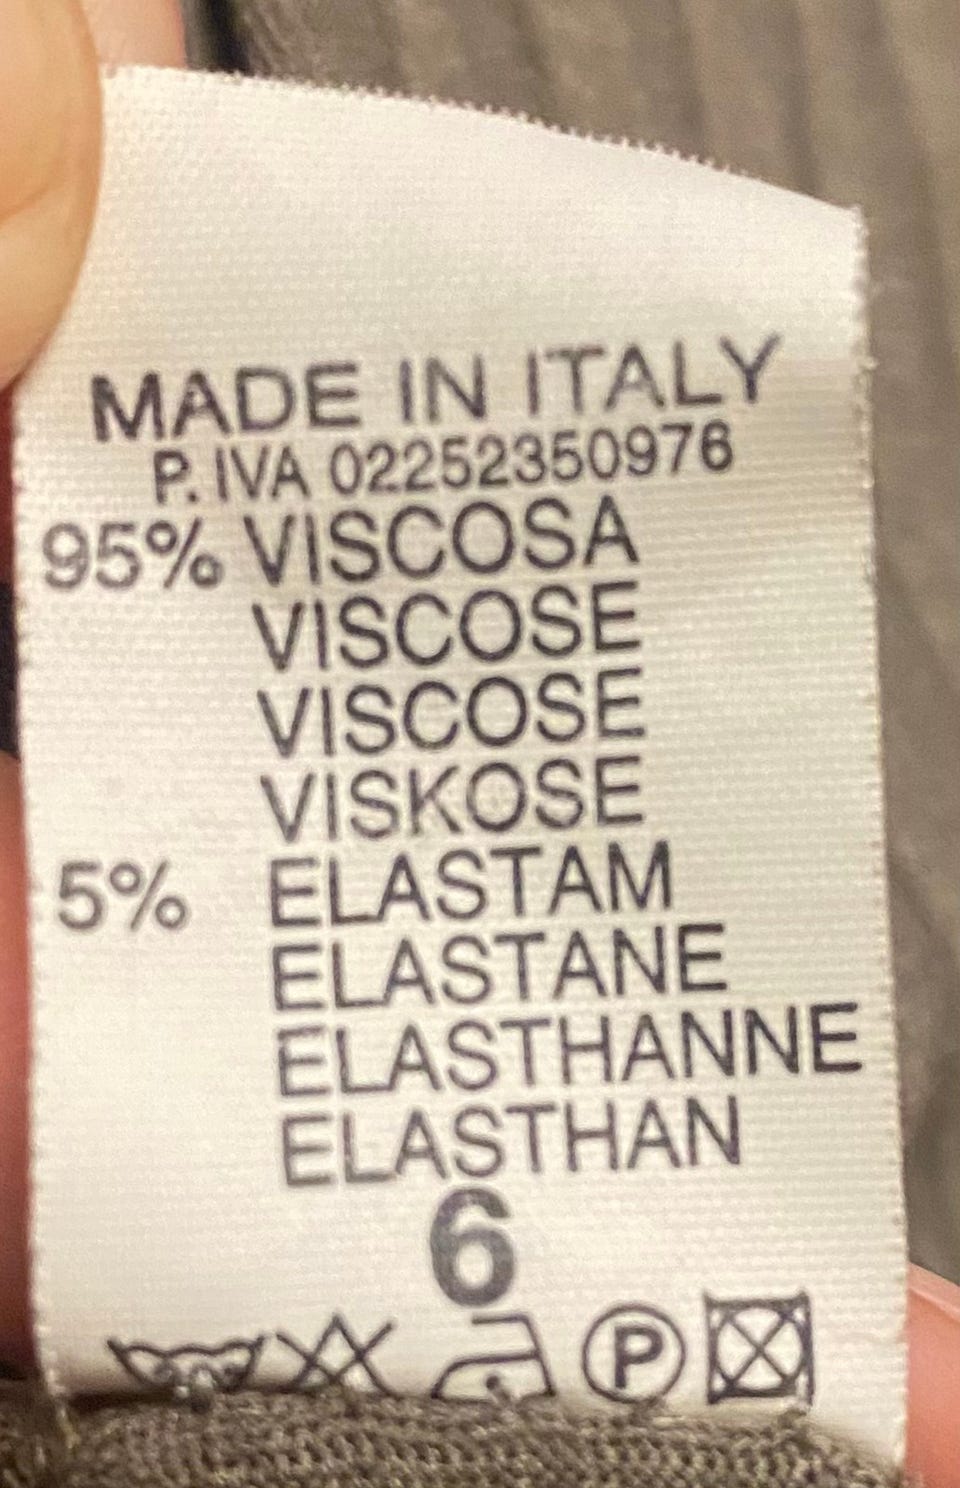 MADE IN ITALY
P. IVA 02252350976
95% VISCOSA
VISCOSE
VISCOSE
VISKOSE
5% ELASTAM
ELASTANE
ELASTHANNE
ELASTHAN
6
P